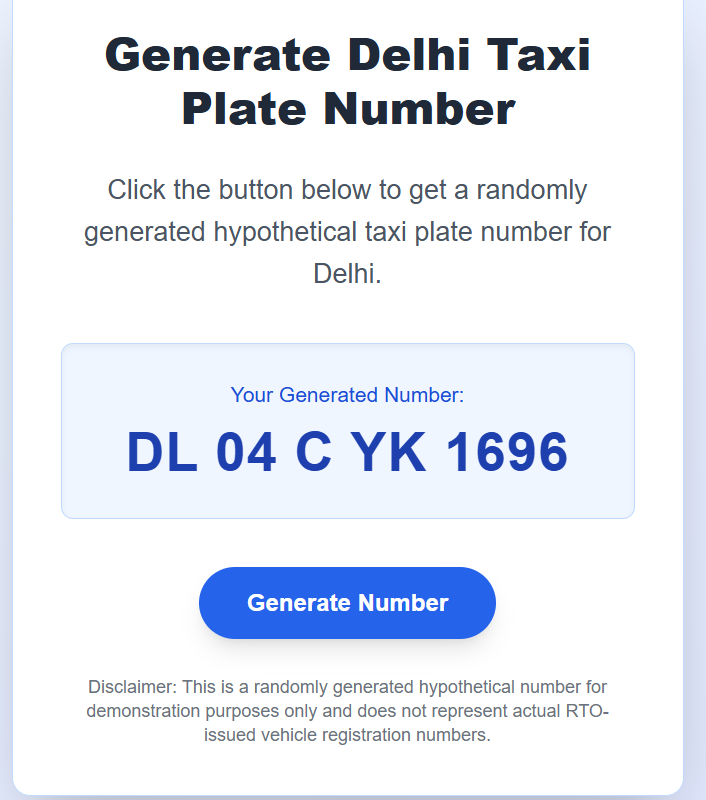 Generate Delhi Taxi
Plate Number
Click the button below to get a randomly
generated hypothetical taxi plate number for
Delhi.
Your Generated Number:
DL 04 C YK 1696
Generate Number
Disclaimer: This is a randomly generated hypothetical number for
demonstration purposes only and does not represent actual RTO-
issued vehicle registration numbers.